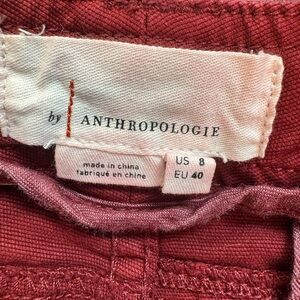 by ANTHROPOLOGIE
made in china
fabriqué en chine
US 8
EU 40